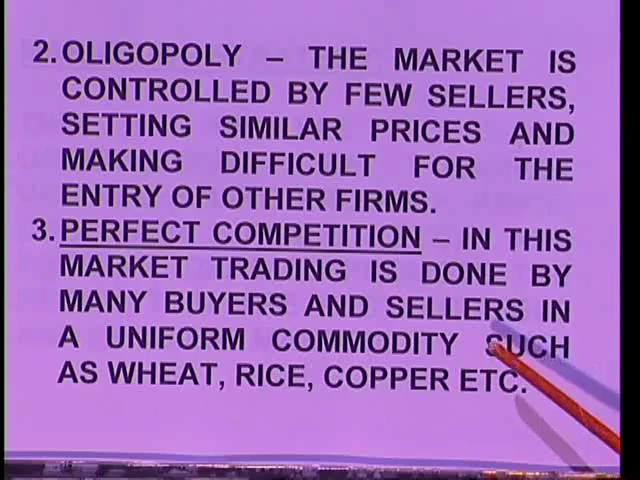 2. OLIGOPOLY – THE MARKET IS
CONTROLLED BY FEW SELLERS,
SETTING SIMILAR PRICES AND
MAKING DIFFICULT FOR THE
ENTRY OF OTHER FIRMS.
3. PERFECT COMPETITION – IN THIS
MARKET TRADING IS DONE BY
MANY BUYERS AND SELLERS IN
A UNIFORM COMMODITY SUCH
AS WHEAT, RICE, COPPER ETC.